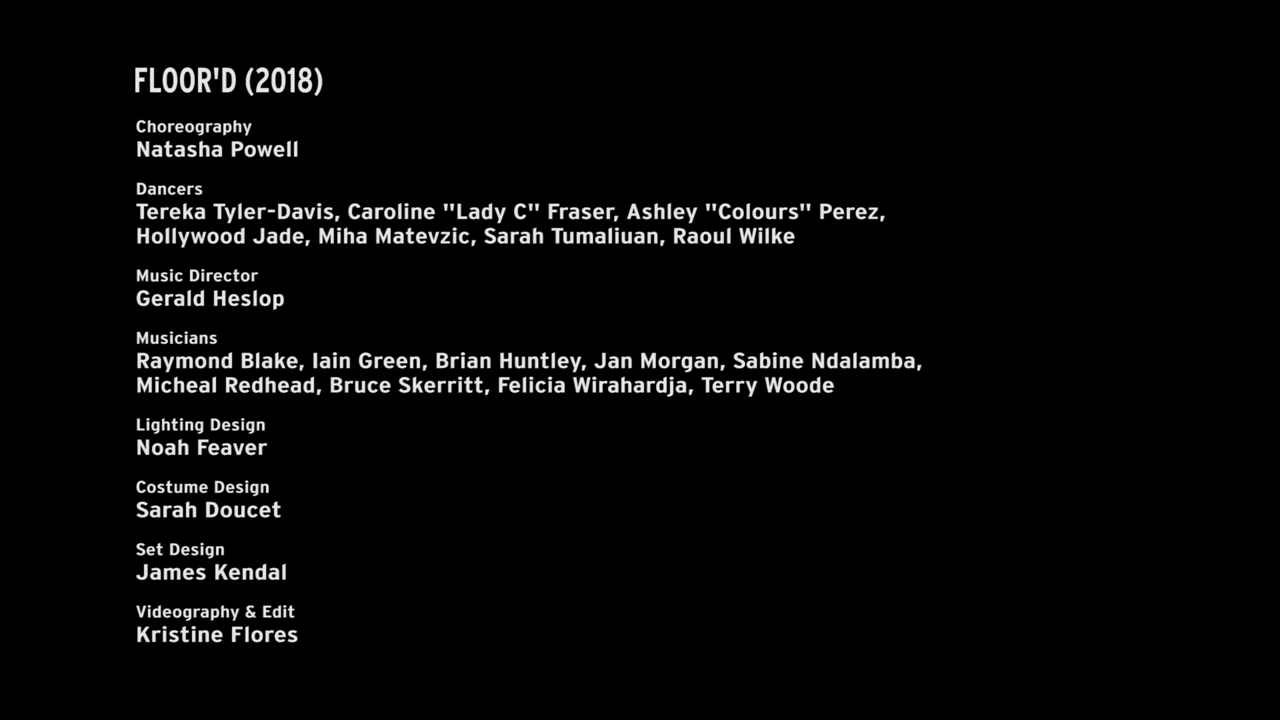 FLOOR'D (2018)
Choreography
Natasha Powell
Dancers
Tereka Tyler-Davis, Caroline "Lady C" Fraser, Ashley "Colours" Perez,
Hollywood Jade, Miha Matevzic, Sarah Tumaliuan, Raoul Wilke
Music Director
Gerald Heslop
Musicians
Raymond Blake, Iain Green, Brian Huntley, Jan Morgan, Sabine Ndalamba,
Micheal Redhead, Bruce Skerritt, Felicia Wirahardja, Terry Woode
Lighting Design
Noah Feaver
Costume Design
Sarah Doucet
Set Design
James Kendal
Videography & Edit
Kristine Flores